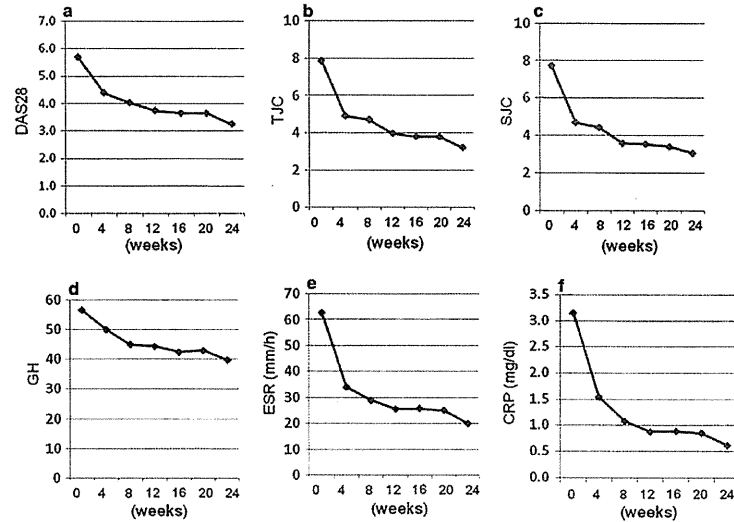 a
7.0
6.0
5.0
4.0
3.0
2.0
1.0
0.0
DAS28
0 4 8 12 16 20 24
(weeks)
b
10
8
6
4
2
0
TJC
0 4 8 12 16 20 24
(weeks)
c
10
8
6
4
2
0
SJC
0 4 8 12 16 20 24
(weeks)
d
60
50
40
30
20
10
0
GH
0 4 8 12 16 20 24
(weeks)
e
70
60
50
40
30
20
10
0
ESR (mm/h)
0 4 8 12 16 20 24
(weeks)
f
3.5
3.0
2.5
2.0
1.5
1.0
0.5
0.0
CRP (mg/dl)
0 4 8 12 16 20 24
(weeks)